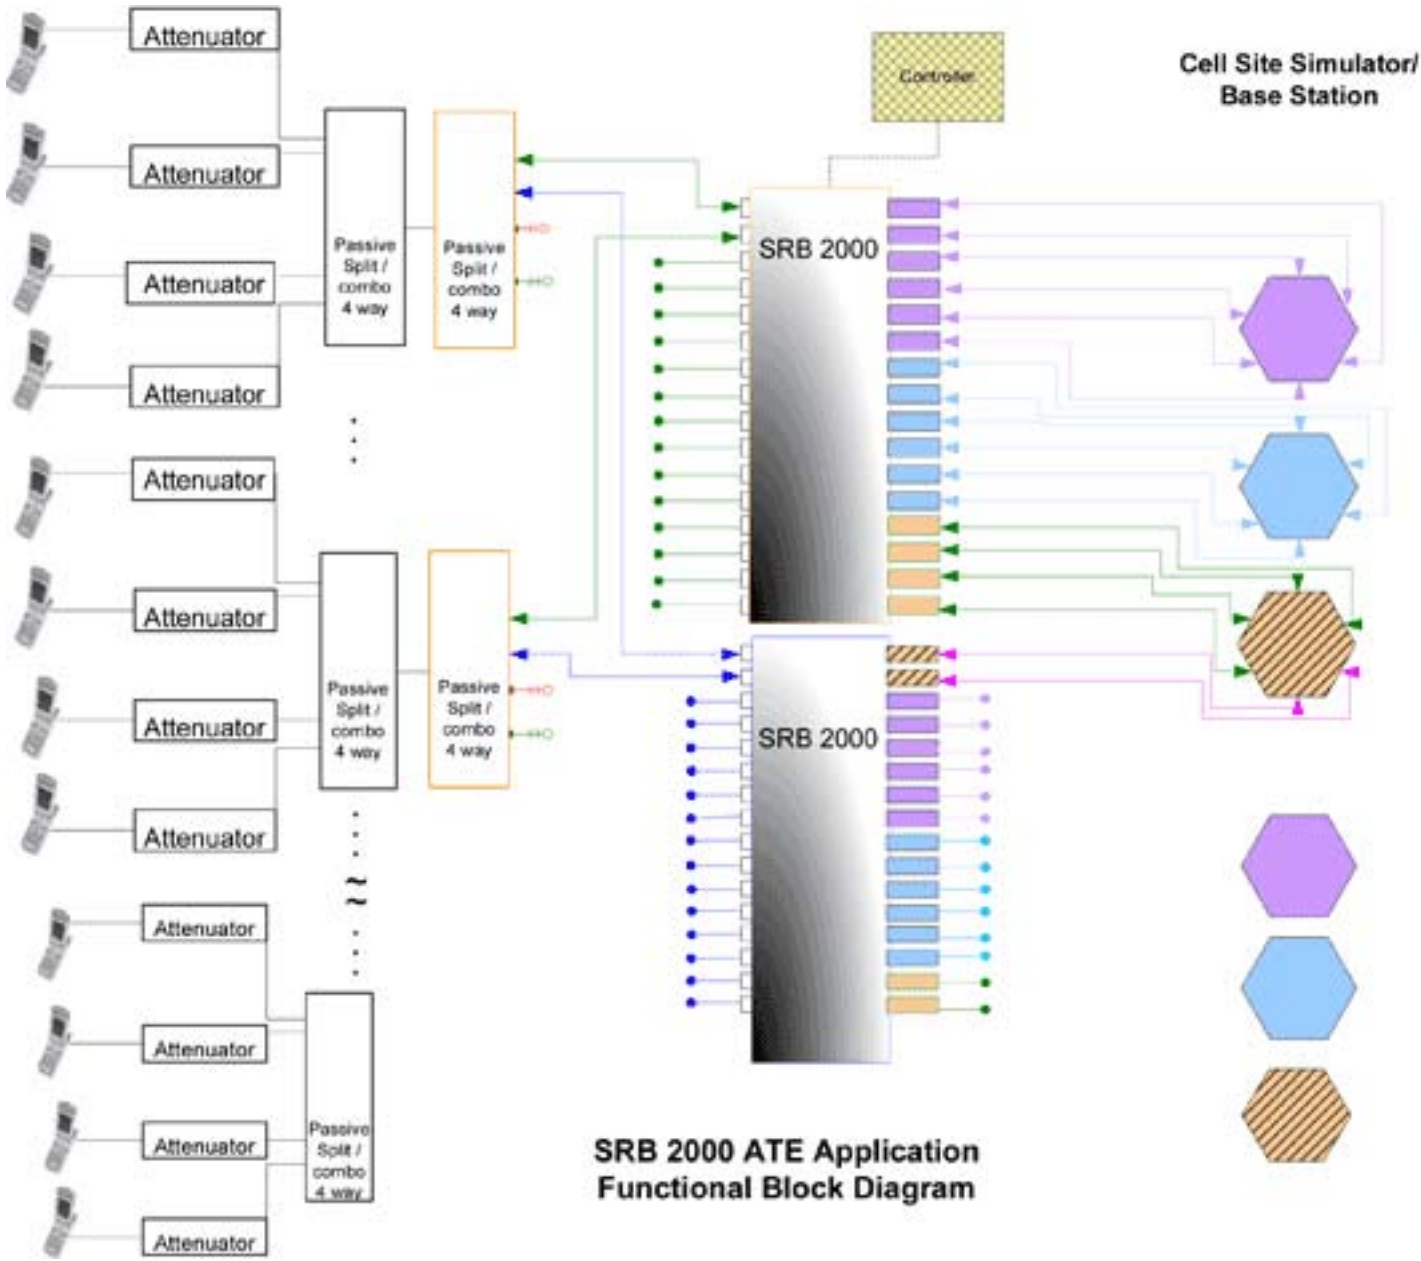 Attenuator
Attenuator
Attenuator
Attenuator
Passive
Split /
combo
4 way
Passive
Split /
combo
4 way
Controller
SRB 2000
Cell Site Simulator/
Base Station
Attenuator
Attenuator
Attenuator
Attenuator
Passive
Split /
combo
4 way
Passive
Split /
combo
4 way
SRB 2000
Attenuator
Attenuator
Attenuator
Attenuator
Passive
Split /
combo
4 way
SRB 2000 ATE Application
Functional Block Diagram